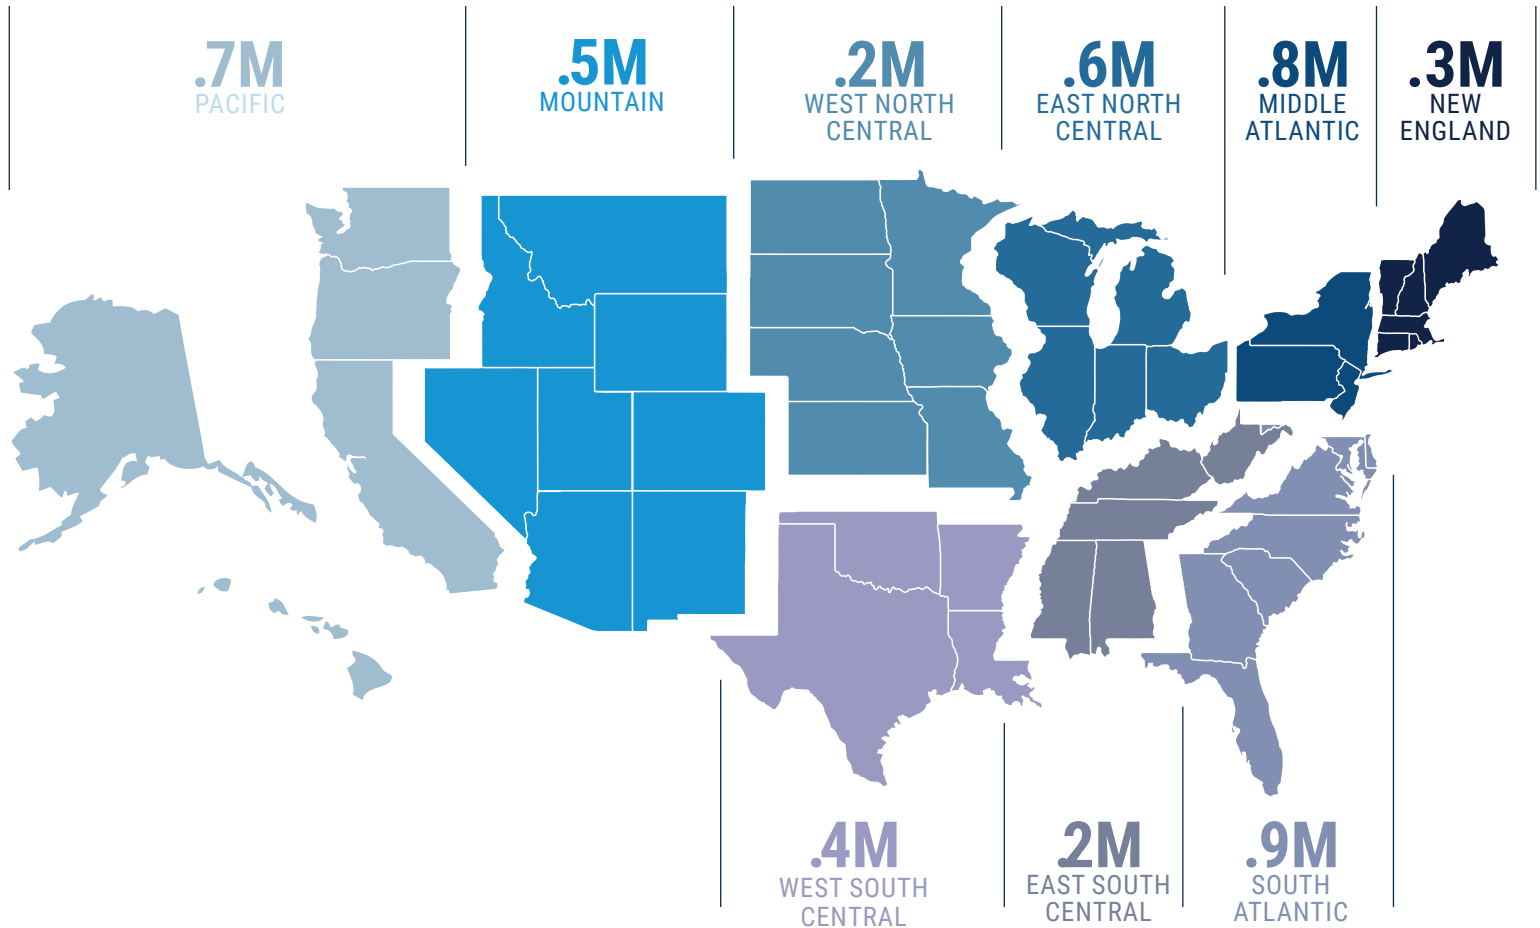 .7M
PACIFIC
.5M
MOUNTAIN
.2M
WEST NORTH
CENTRAL
.6M
EAST NORTH
CENTRAL
.8M
MIDDLE
ATLANTIC
.3M
NEW
ENGLAND
.4M
WEST SOUTH
CENTRAL
.2M
EAST SOUTH
CENTRAL
.9M
SOUTH
ATLANTIC